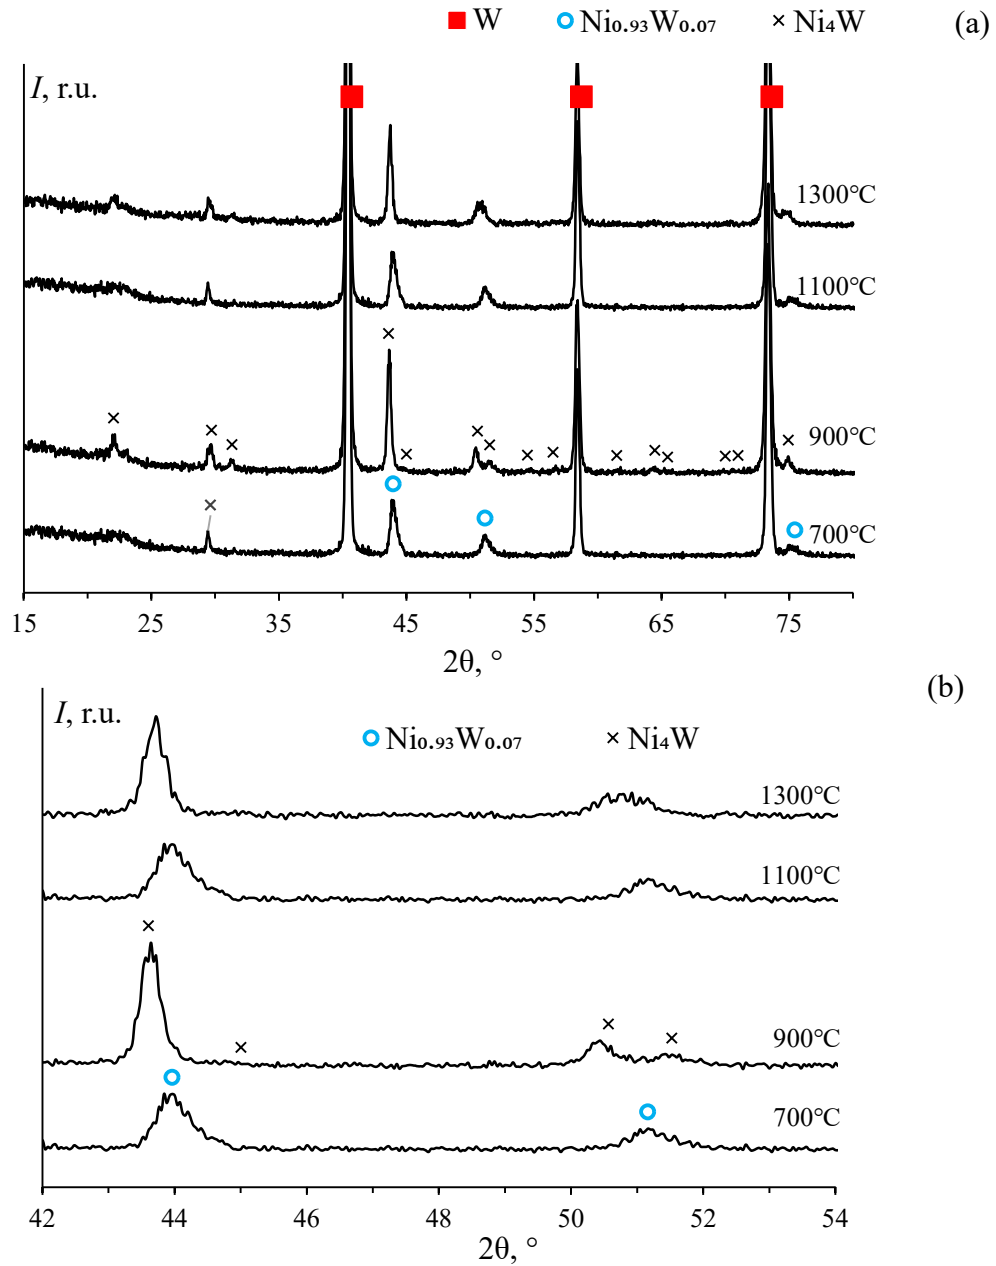 W Ni₀.₉₃W₀.₀₇ Ni₄W (a)
I, r.u.
1300℃
1100℃
900℃
700℃
15 25 35 45 55 65 75
2θ, °
(b)
I, r.u.
Ni₀.₉₃W₀.₀₇ Ni₄W
1300℃
1100℃
900℃
700℃
42 44 46 48 50 52 54
2θ, °